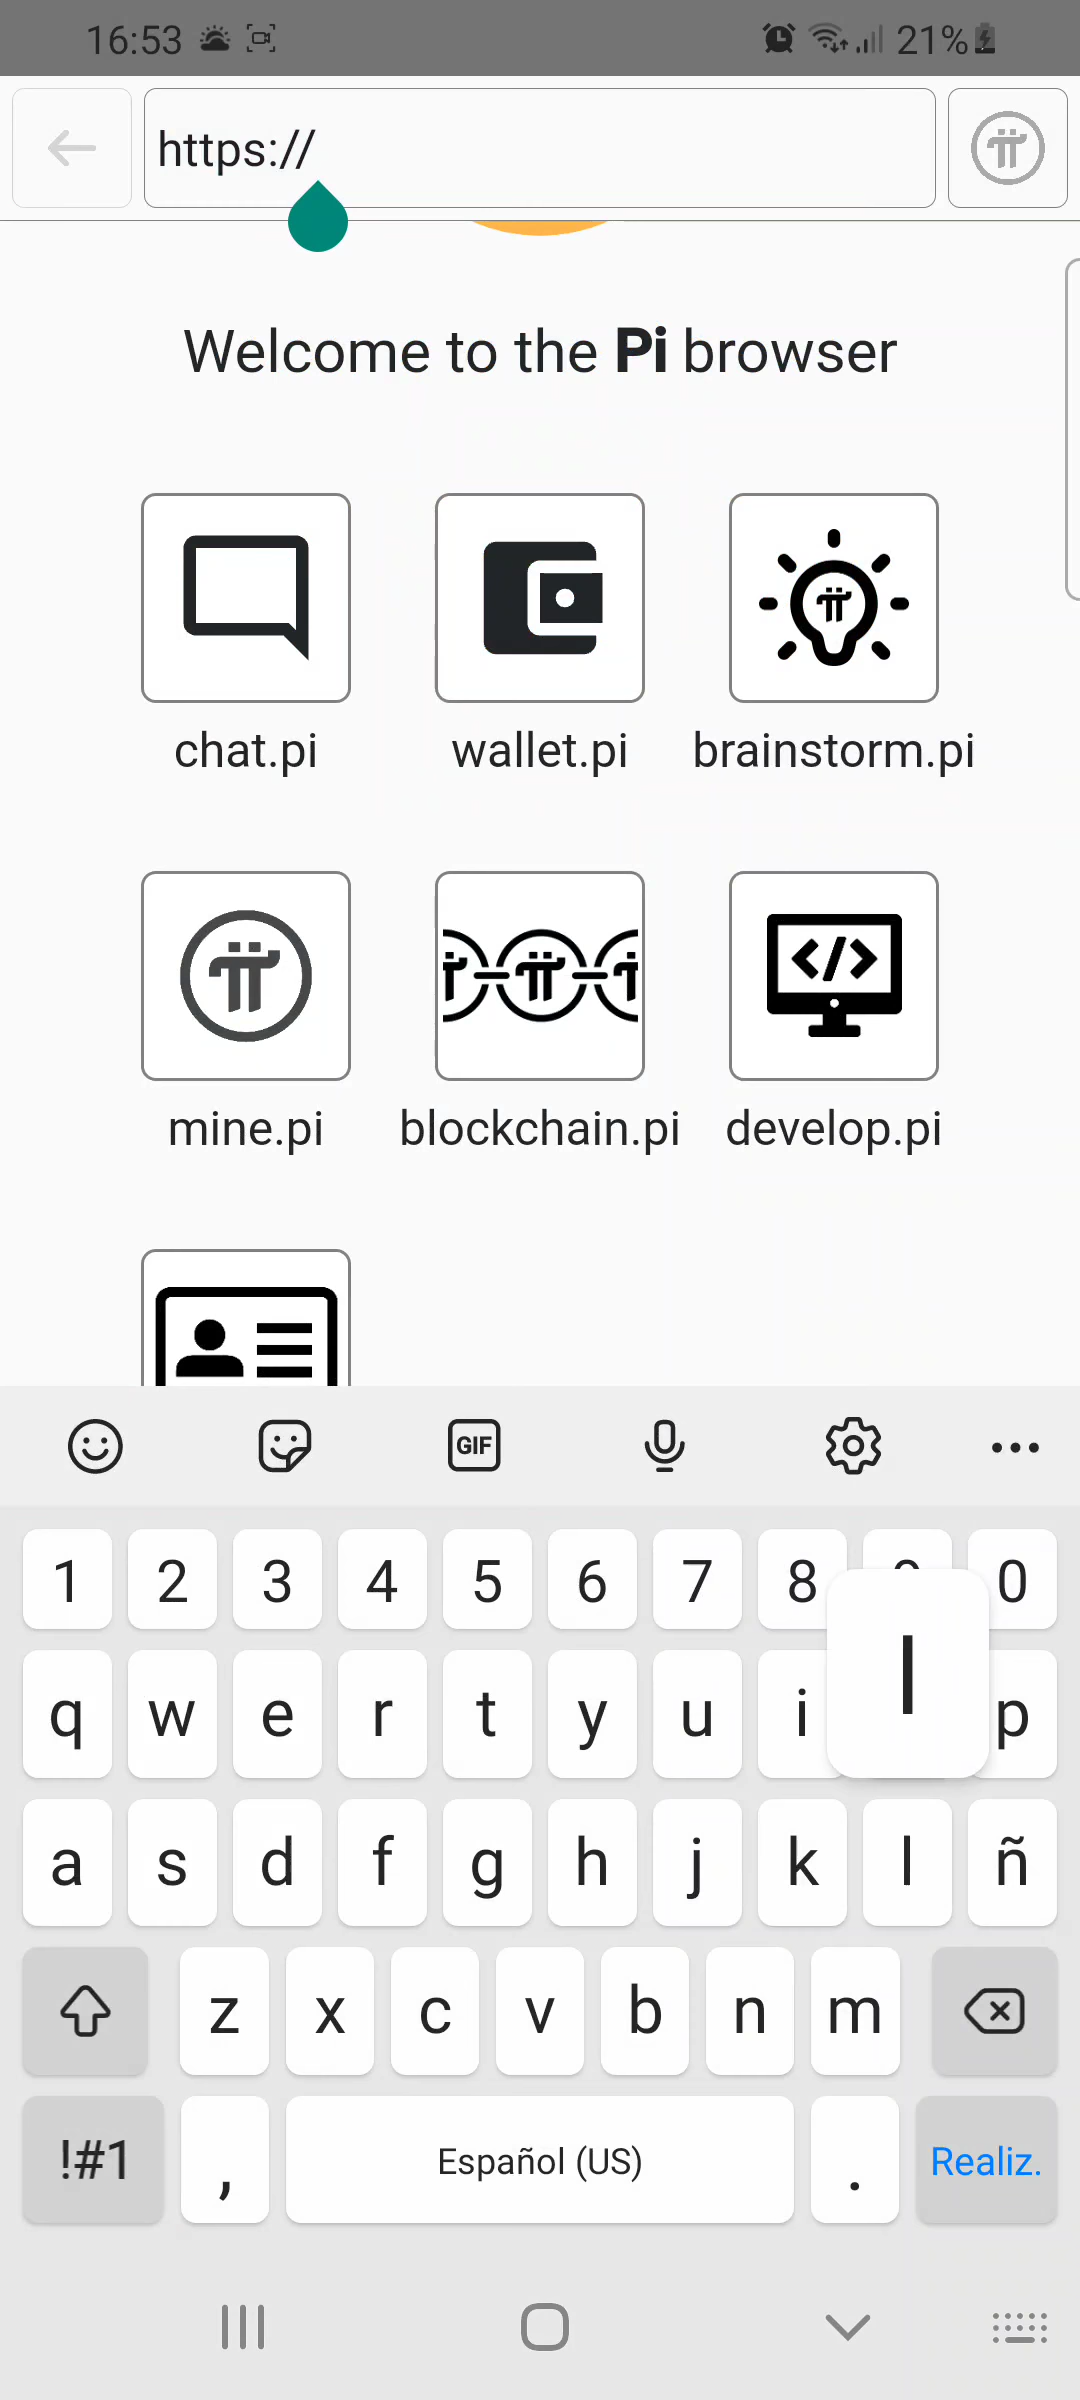 16:53 21%
https://
Welcome to the Pi browser
chat.pi wallet.pi brainstorm.pi
mine.pi blockchain.pi develop.pi
GIF
1 2 3 4 5 6 7 8 0
l
q w e r t y u i p
a s d f g h j k l ñ
z x c v b n m
!#1 , Español (US) . Realiz.